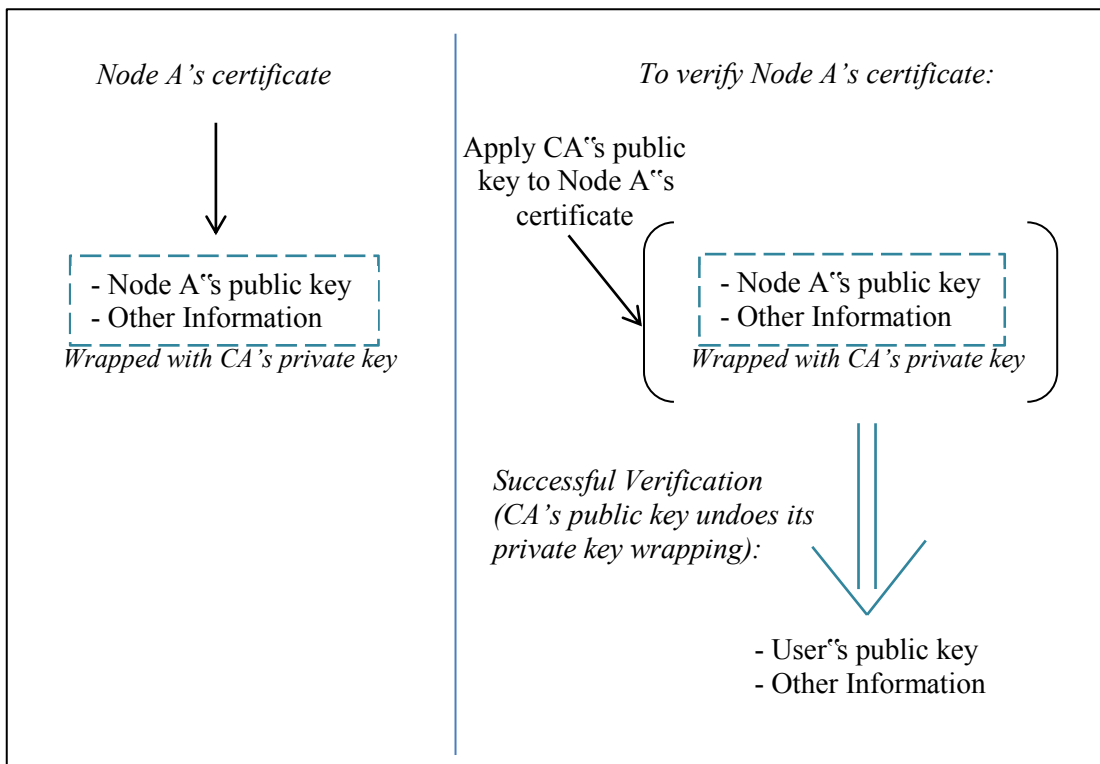 Node A’s certificate
- Node A‟s public key
- Other Information
Wrapped with CA’s private key
To verify Node A’s certificate:
Apply CA‟s public
key to Node A‟s
certificate
- Node A‟s public key
- Other Information
Wrapped with CA’s private key
Successful Verification
(CA’s public key undoes its
private key wrapping):
- User‟s public key
- Other Information